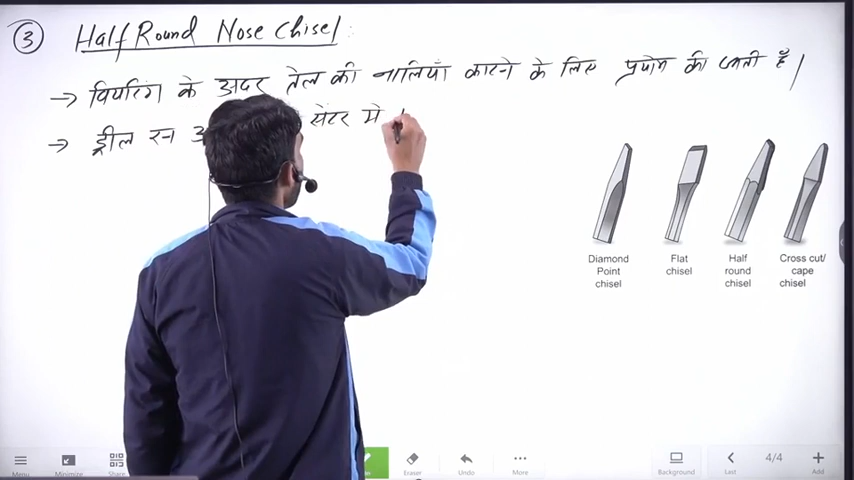 ③ Half Round Nose Chisel
→ वियरिंग के अदर तेल की नालियाँ काटने के लिए प्रयोग की जाती है।
→ ड्रील रन सेंटर मे
Diamond Point chisel
Flat chisel
Half round chisel
Cross cut/ cape chisel
Menu
Minimize
Share
Eraser
Undo
More
Background
Last
4/4
Add